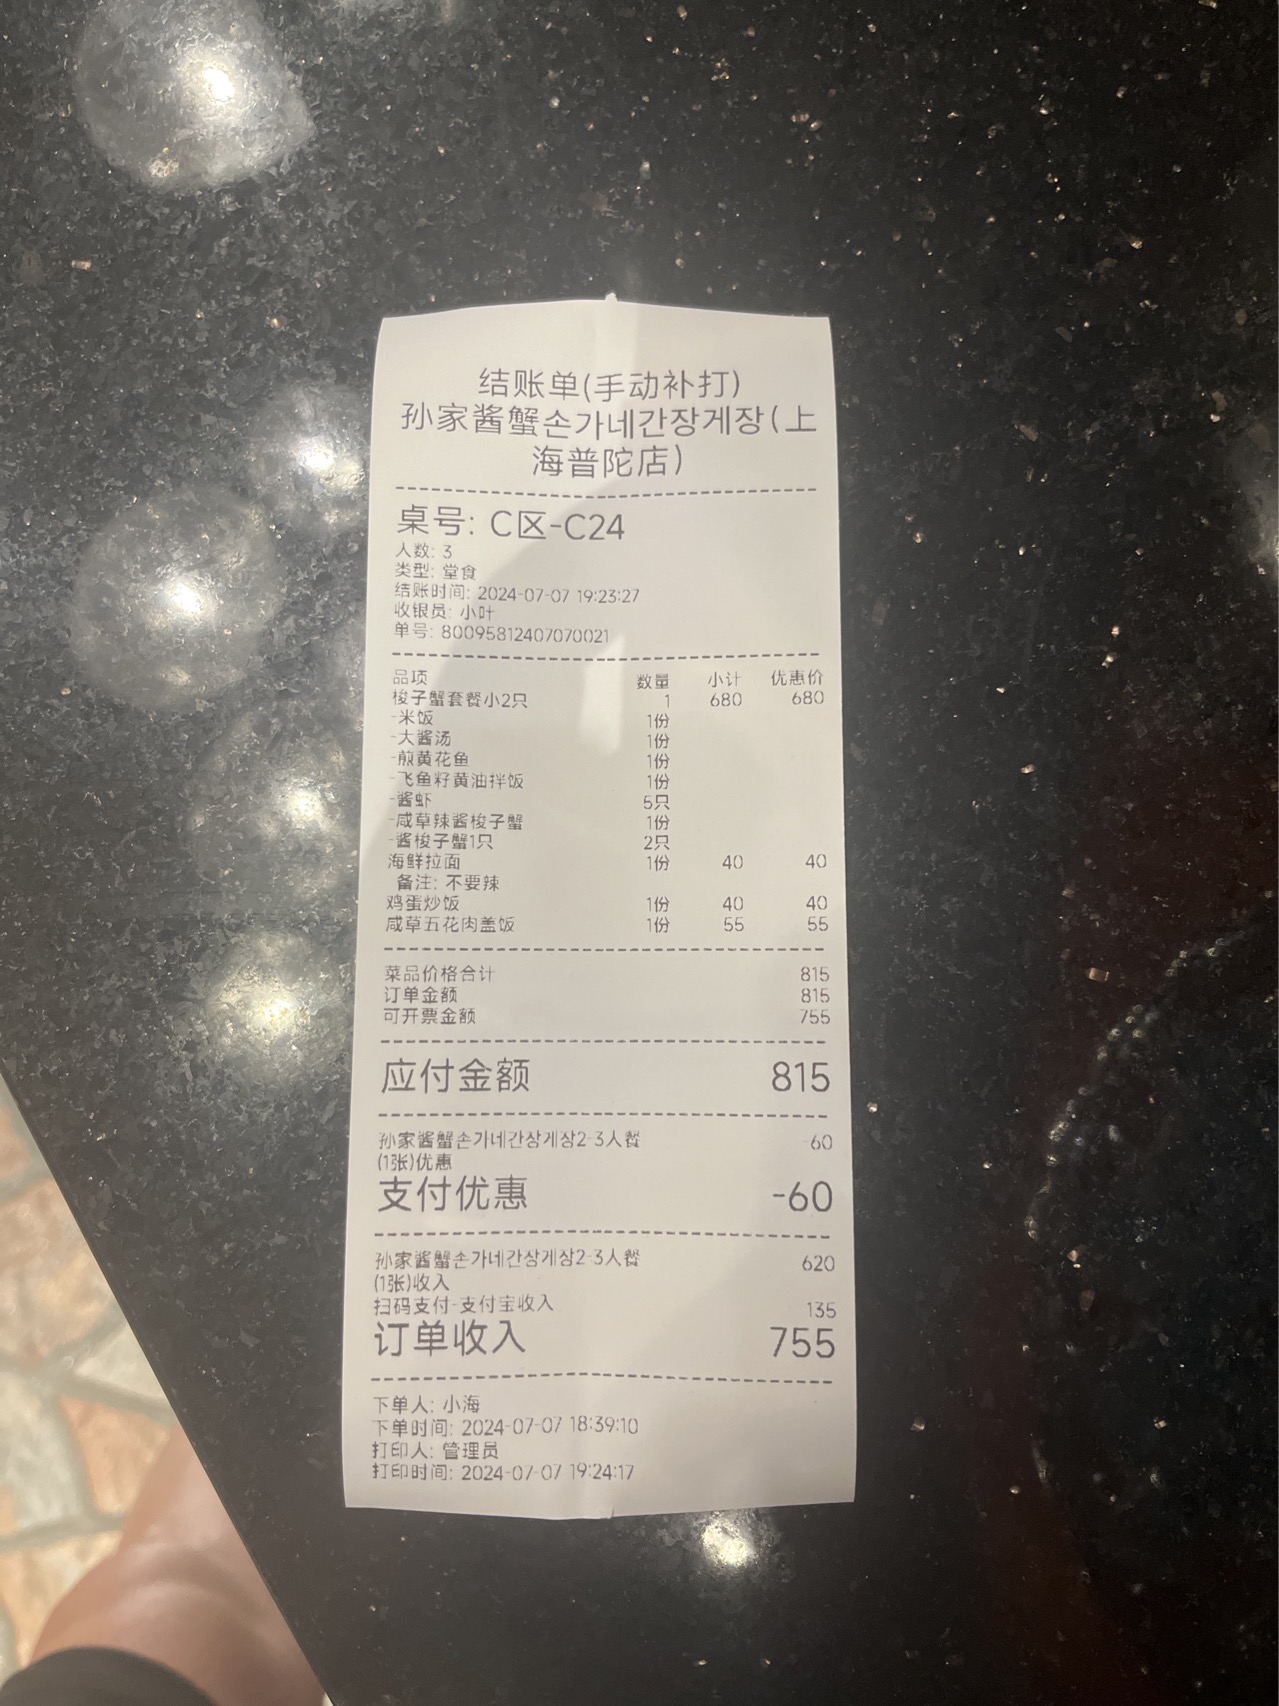 结账单(手动补打)
孙家酱蟹손가네간장게장(上
海普陀店)
桌号: C区-C24
人数: 3
类型: 堂食
结账时间: 2024-07-07 19:23:27
收银员: 小叶
单号: 80095812407070021
品项 数量 小计 优惠价
梭子蟹套餐小2只 1 680 680
-米饭 1份
-大酱汤 1份
-煎黄花鱼 1份
-飞鱼籽黄油拌饭 1份
-酱虾 5只
-咸草辣酱梭子蟹 1份
-酱梭子蟹1只 2只
海鲜拉面 1份 40 40
备注: 不要辣
鸡蛋炒饭 1份 40 40
咸草五花肉盖饭 1份 55 55
菜品价格合计 815
订单金额 815
可开票金额 755
应付金额 815
孙家酱蟹손가네간장게장2-3人餐 -60
(1张)优惠
支付优惠 -60
孙家酱蟹손가네간장게장2-3人餐 620
(1张)收入
扫码支付-支付宝收入 135
订单收入 755
下单人: 小海
下单时间: 2024-07-07 18:39:10
打印人: 管理员
打印时间: 2024-07-07 19:24:17